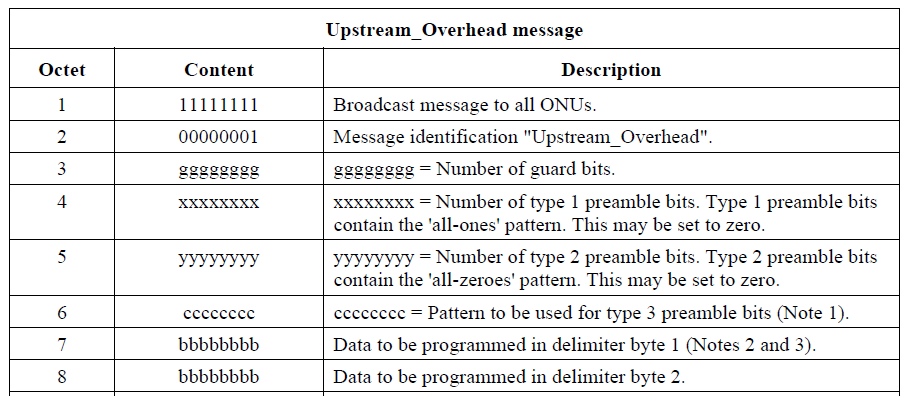 Upstream_Overhead message
Octet Content Description
1 11111111 Broadcast message to all ONUs.
2 00000001 Message identification "Upstream_Overhead".
3 gggggggg gggggggg = Number of guard bits.
4 xxxxxxxx xxxxxxxx = Number of type 1 preamble bits. Type 1 preamble bits
contain the 'all-ones' pattern. This may be set to zero.
5 yyyyyyyy yyyyyyyy = Number of type 2 preamble bits. Type 2 preamble bits
contain the 'all-zeroes' pattern. This may be set to zero.
6 cccccccc cccccccc = Pattern to be used for type 3 preamble bits (Note 1).
7 bbbbbbbb Data to be programmed in delimiter byte 1 (Notes 2 and 3).
8 bbbbbbbb Data to be programmed in delimiter byte 2.